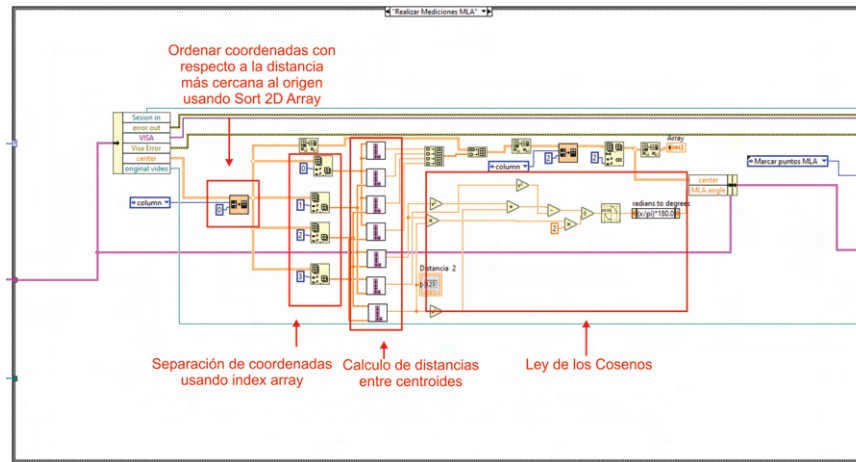 "Realizar Mediciones MLA"
Ordenar coordenadas con
respecto a la distancia
más cercana al origen
usando Sort 2D Array
Sesion in
error out
VISA
Visa Error
center
original video
column
0
0
1
2
3
column
2
2
Array
DBL
Marcar puntos MLA
center
MLA angle
radians to degrees
(x/pi)*180.0
2
Distancia 2
Separación de coordenadas
usando index array
Calculo de distancias
entre centroides
Ley de los Cosenos